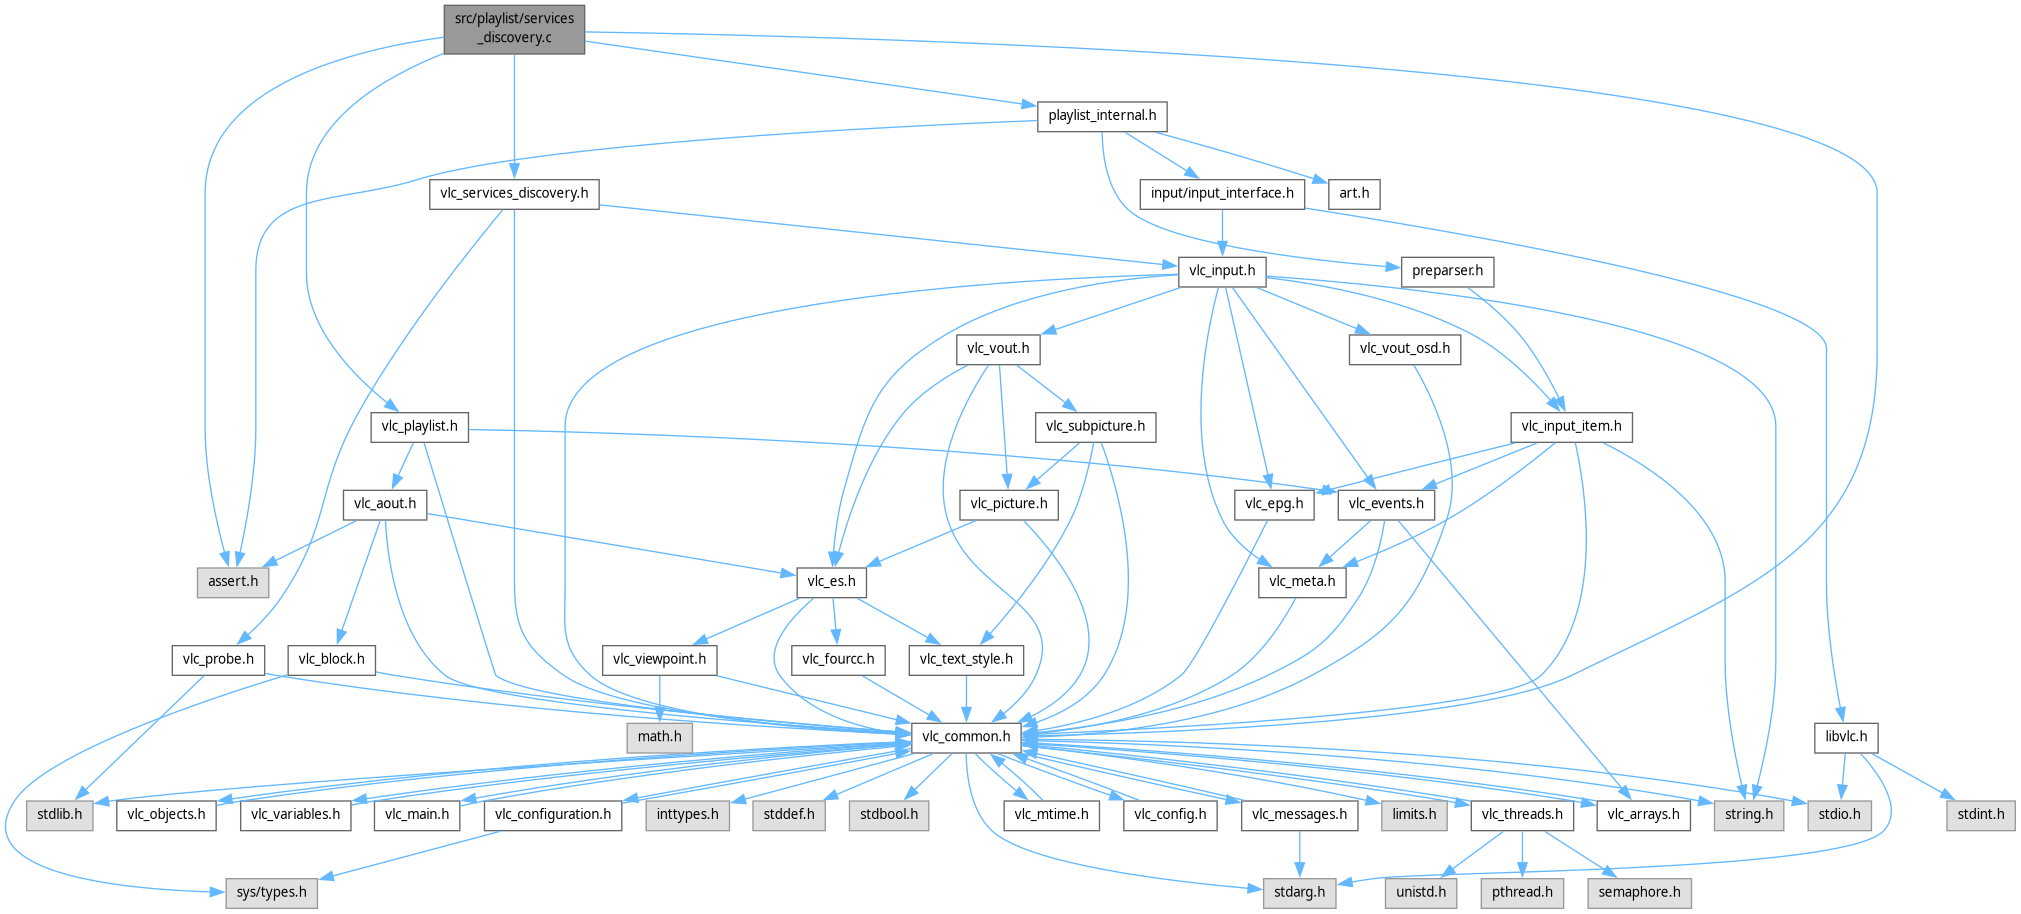 src/playlist/services
_discovery.c
playlist_internal.h
vlc_services_discovery.h
input/input_interface.h
art.h
vlc_input.h
preparser.h
vlc_vout.h
vlc_vout_osd.h
vlc_playlist.h
vlc_subpicture.h
vlc_input_item.h
vlc_aout.h
vlc_picture.h
vlc_epg.h
vlc_events.h
assert.h
vlc_es.h
vlc_meta.h
vlc_probe.h
vlc_block.h
vlc_viewpoint.h
vlc_fourcc.h
vlc_text_style.h
math.h
vlc_common.h
libvlc.h
stdlib.h
vlc_objects.h
vlc_variables.h
vlc_main.h
vlc_configuration.h
inttypes.h
stddef.h
stdbool.h
vlc_mtime.h
vlc_config.h
vlc_messages.h
limits.h
vlc_threads.h
vlc_arrays.h
string.h
stdio.h
stdint.h
sys/types.h
stdarg.h
unistd.h
pthread.h
semaphore.h